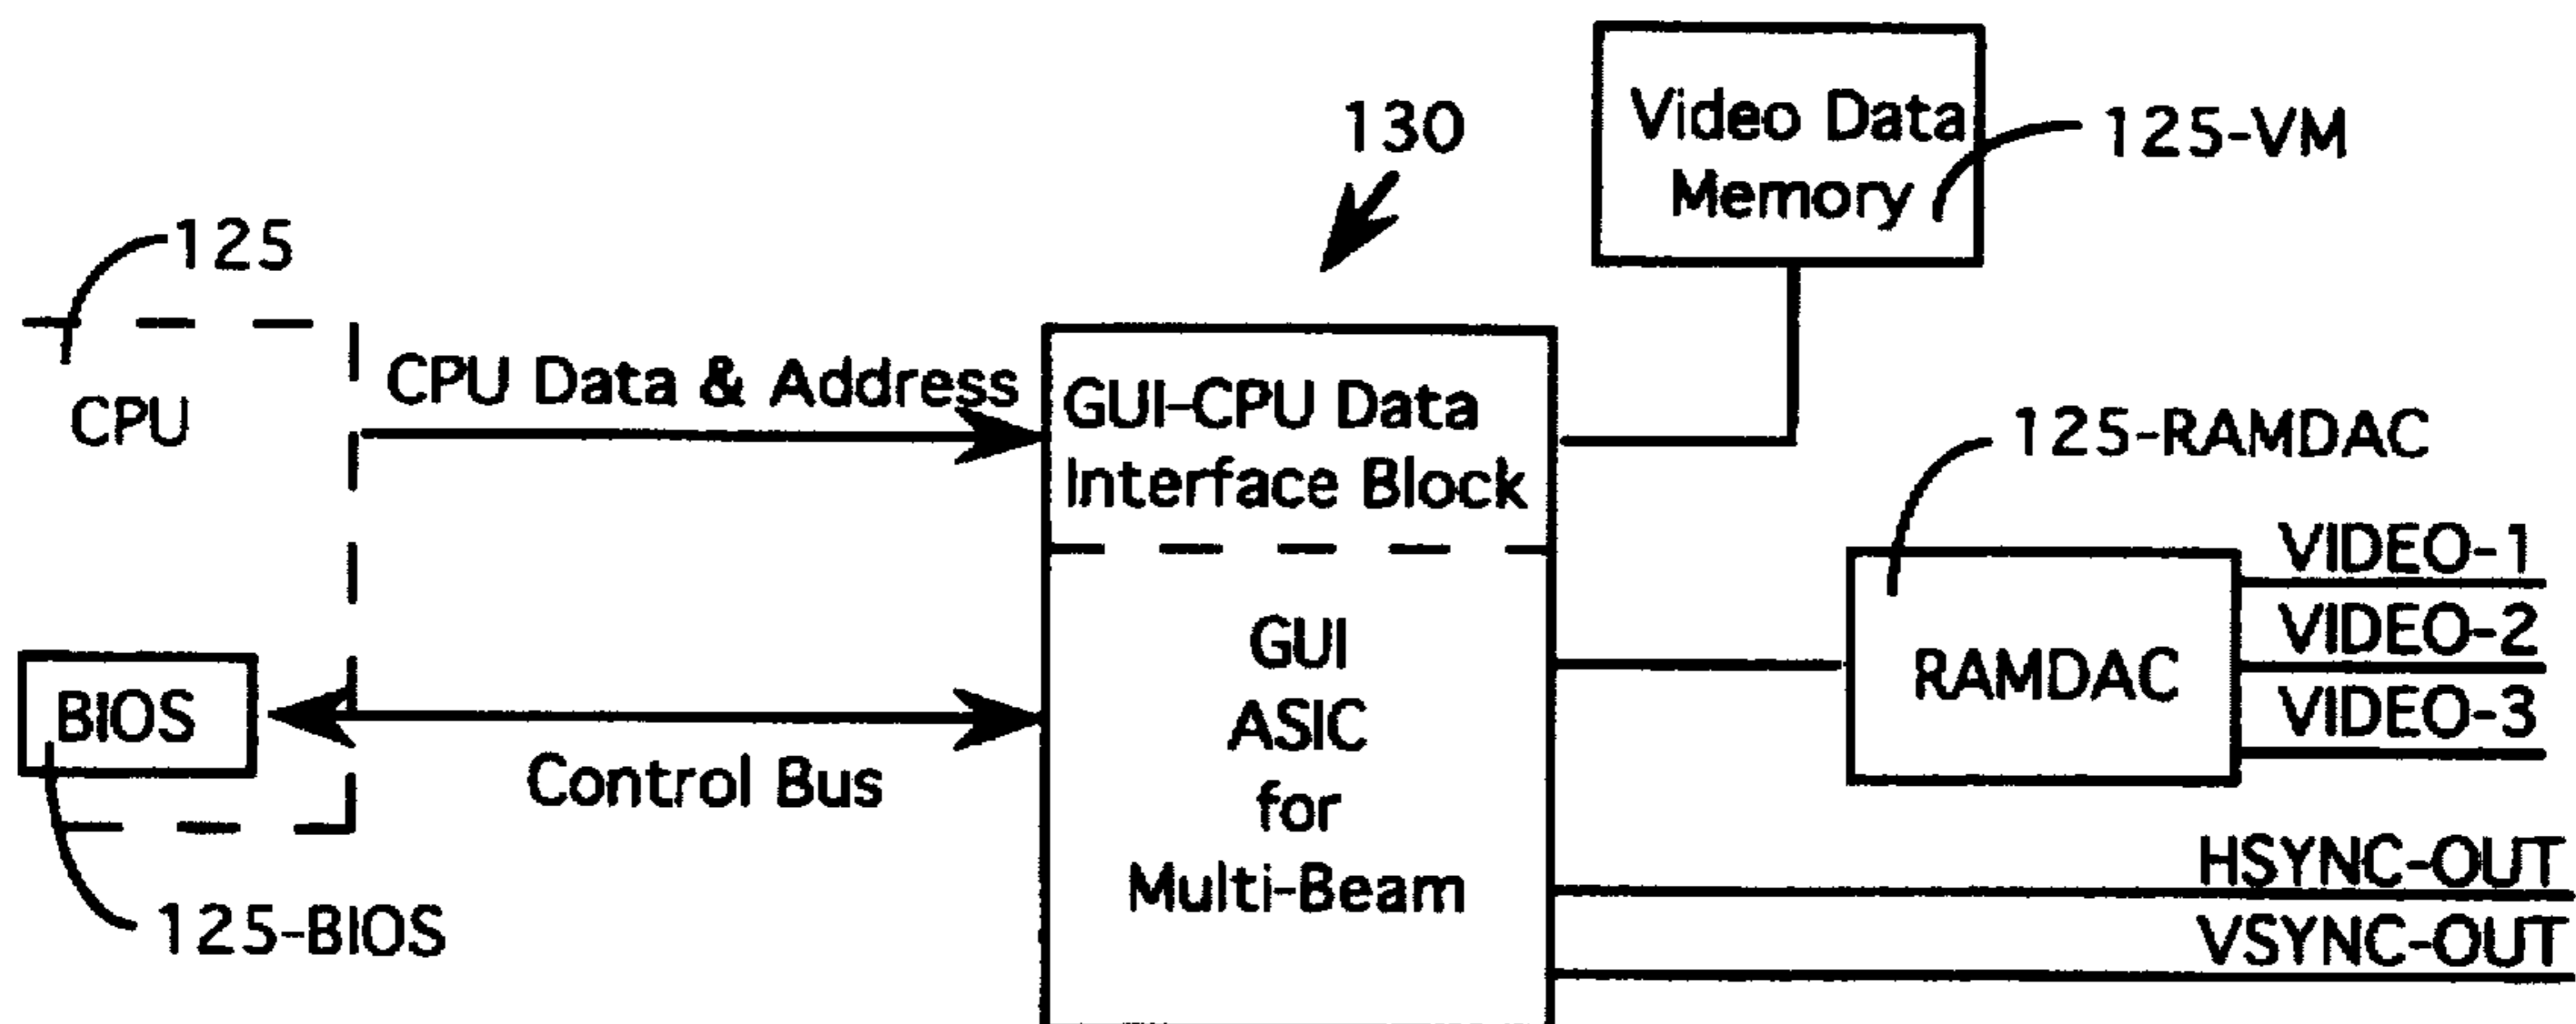 130
Video Data
Memory
125-VM
125
CPU
CPU Data & Address
GUI-CPU Data
Interface Block
125-RAMDAC
VIDEO-1
VIDEO-2
VIDEO-3
RAMDAC
BIOS
Control Bus
GUI
ASIC
for
Multi-Beam
HSYNC-OUT
VSYNC-OUT
125-BIOS